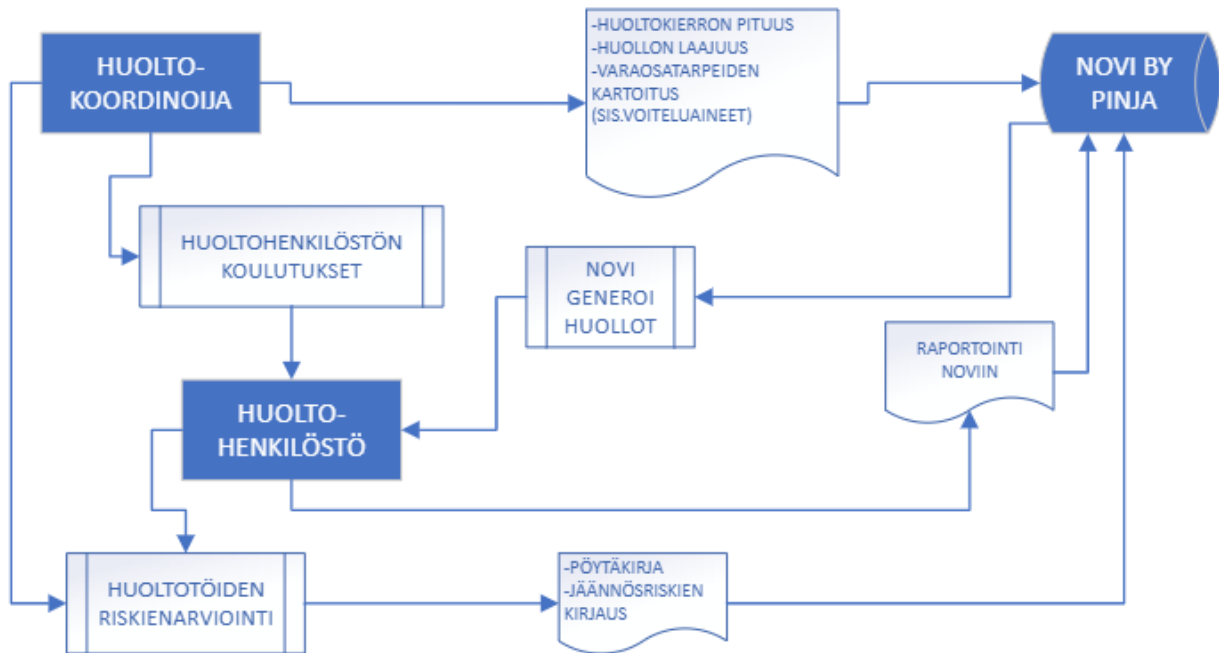 HUOLTO-
KOORDINOIJA
-HUOLTOKIERRON PITUUS
-HUOLLON LAAJUUS
-VARAOSATARPEIDEN
KARTOITUS
(SIS.VOITELUAINEET)
NOVI BY
PINJA
HUOLTOHENKILÖSTÖN
KOULUTUKSET
NOVI
GENEROI
HUOLLOT
RAPORTOINTI
NOVIIN
HUOLTO-
HENKILÖSTÖ
HUOLTOTÖIDEN
RISKIENARVIOINTI
-PÖYTÄKIRJA
-JÄÄNNÖSRISKIEN
KIRJAUS